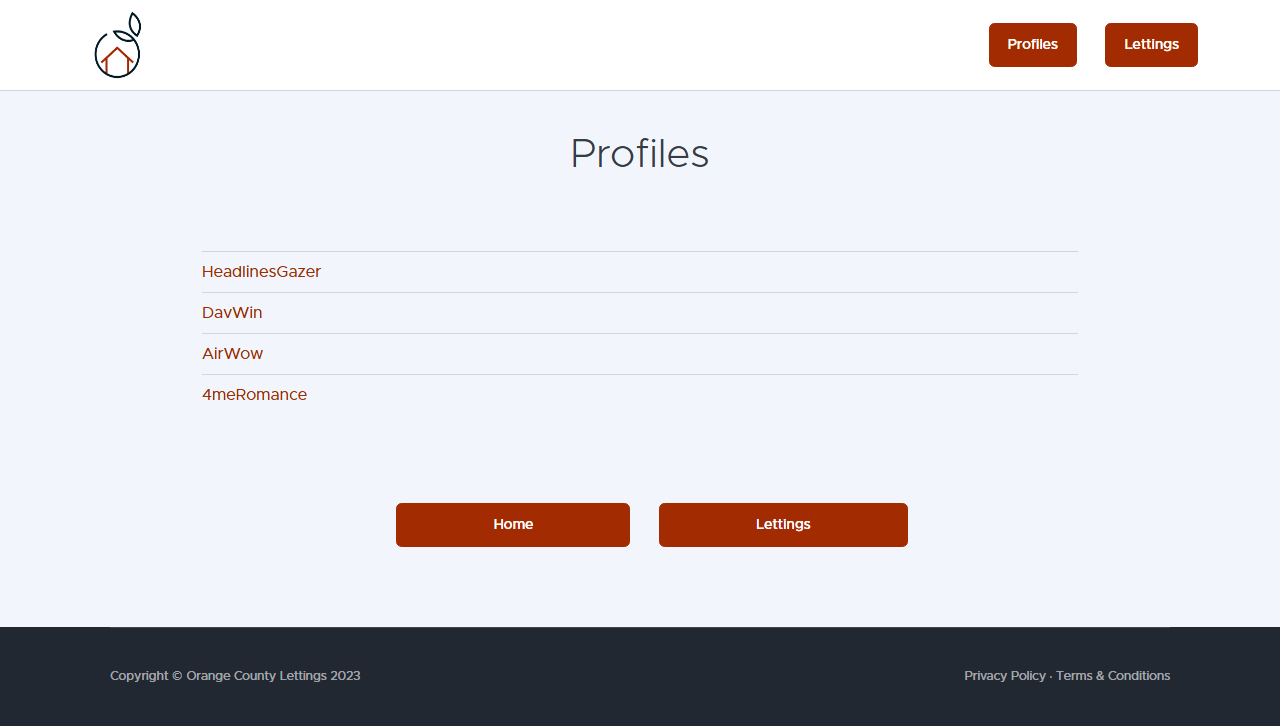 Profiles Lettings
Profiles
HeadlinesGazer
DavWin
AirWow
4meRomance
Home Lettings
Copyright © Orange County Lettings 2023 Privacy Policy · Terms & Conditions